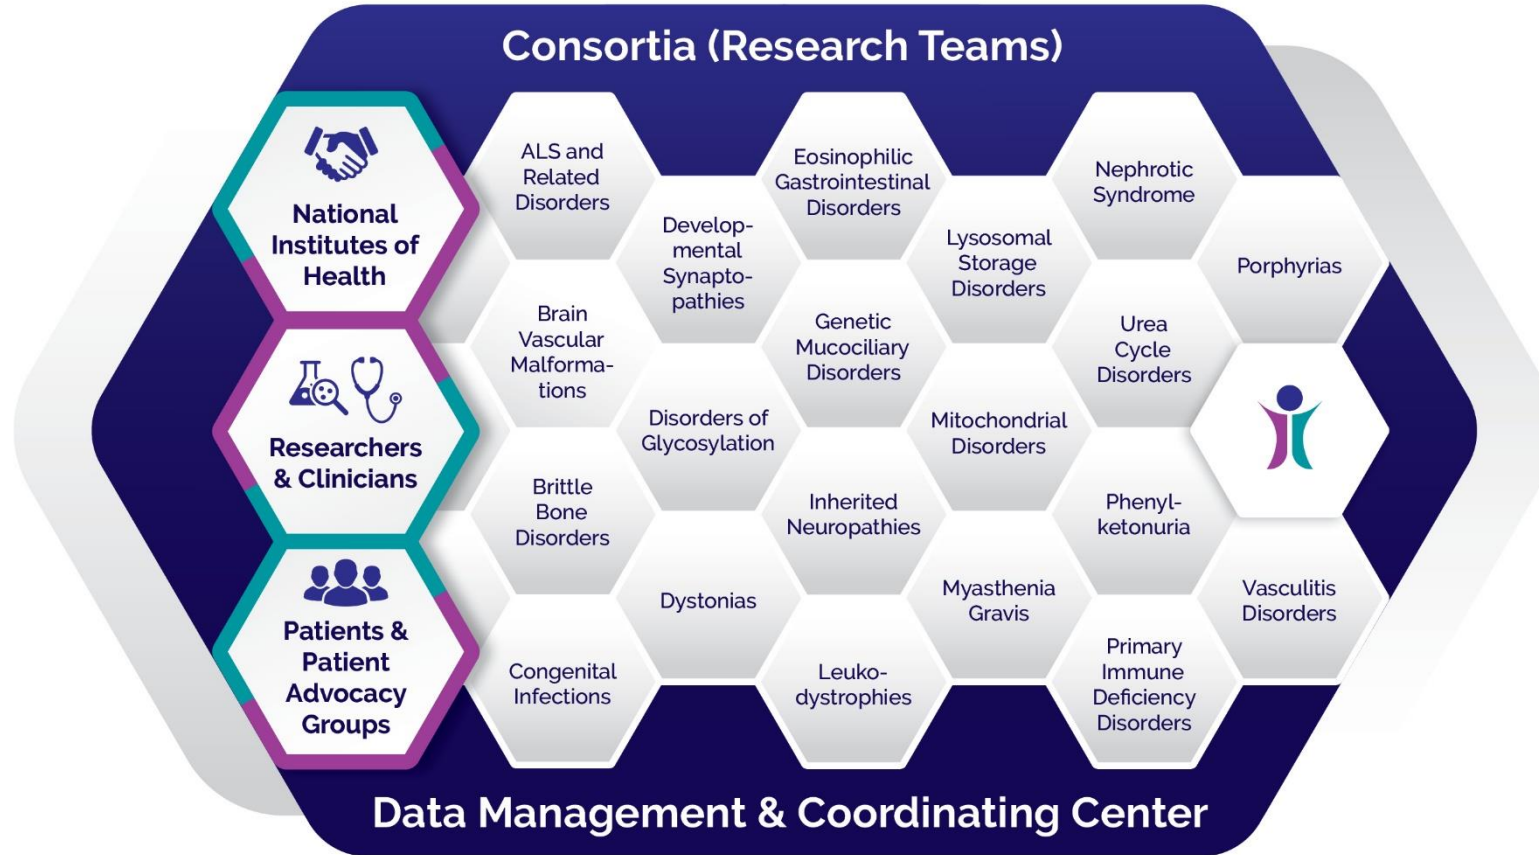 Consortia (Research Teams)
National
Institutes of
Health
Researchers
& Clinicians
Patients &
Patient
Advocacy
Groups
ALS and
Related
Disorders
Brain
Vascular
Malforma-
tions
Brittle
Bone
Disorders
Congenital
Infections
Develop-
mental
Synapto-
pathies
Disorders of
Glycosylation
Dystonias
Eosinophilic
Gastrointestinal
Disorders
Genetic
Mucociliary
Disorders
Inherited
Neuropathies
Leuko-
dystrophies
Lysosomal
Storage
Disorders
Mitochondrial
Disorders
Myasthenia
Gravis
Nephrotic
Syndrome
Urea
Cycle
Disorders
Phenyl-
ketonuria
Primary
Immune
Deficiency
Disorders
Porphyrias
Vasculitis
Disorders
Data Management & Coordinating Center